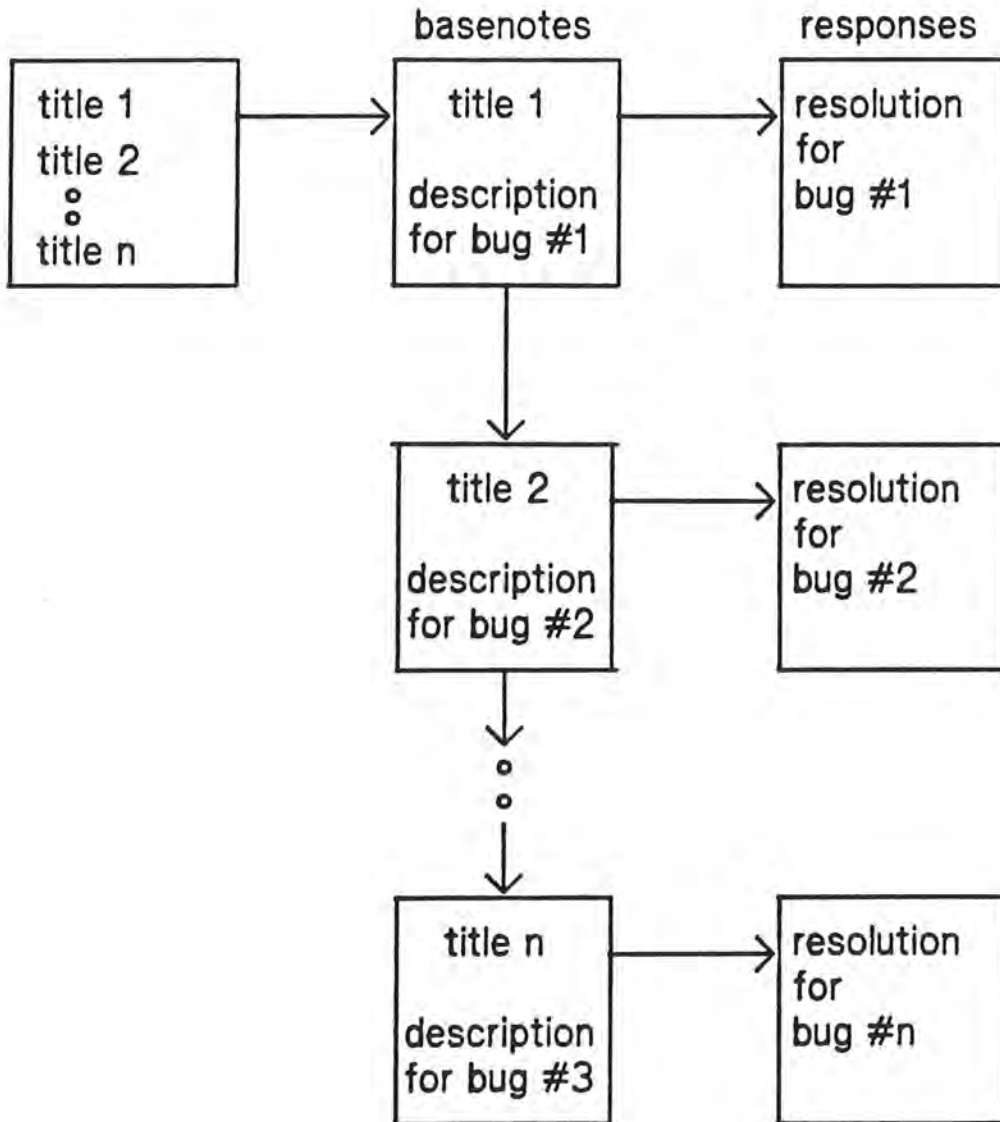 basenotes
responses
title 1
title 2
title n
title 1
description
for bug #1
resolution
for
bug #1
title 2
description
for bug #2
resolution
for
bug #2
title n
description
for bug #3
resolution
for
bug #n